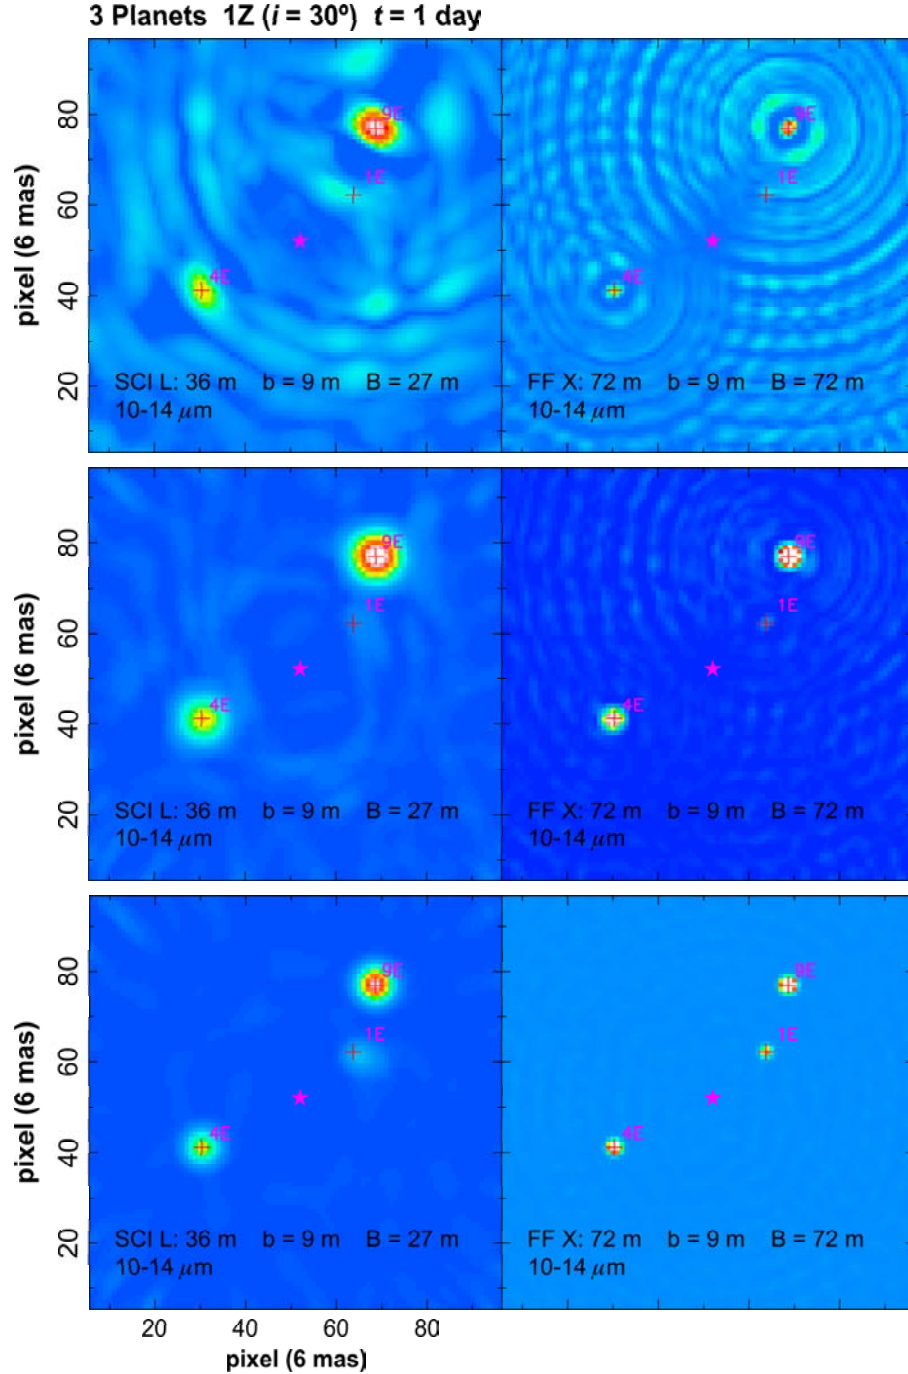 3 Planets 1Z (i = 30º) t = 1 day
pixel (6 mas)
80
60
40
20
9E
1E
4E
SCI L: 36 m b = 9 m B = 27 m
10-14 μm
9E
1E
4E
FF X: 72 m b = 9 m B = 72 m
10-14 μm
pixel (6 mas)
80
60
40
20
9E
1E
4E
SCI L: 36 m b = 9 m B = 27 m
10-14 μm
9E
1E
4E
FF X: 72 m b = 9 m B = 72 m
10-14 μm
pixel (6 mas)
80
60
40
20
9E
1E
4E
SCI L: 36 m b = 9 m B = 27 m
10-14 μm
9E
1E
4E
FF X: 72 m b = 9 m B = 72 m
10-14 μm
20 40 60 80
pixel (6 mas)